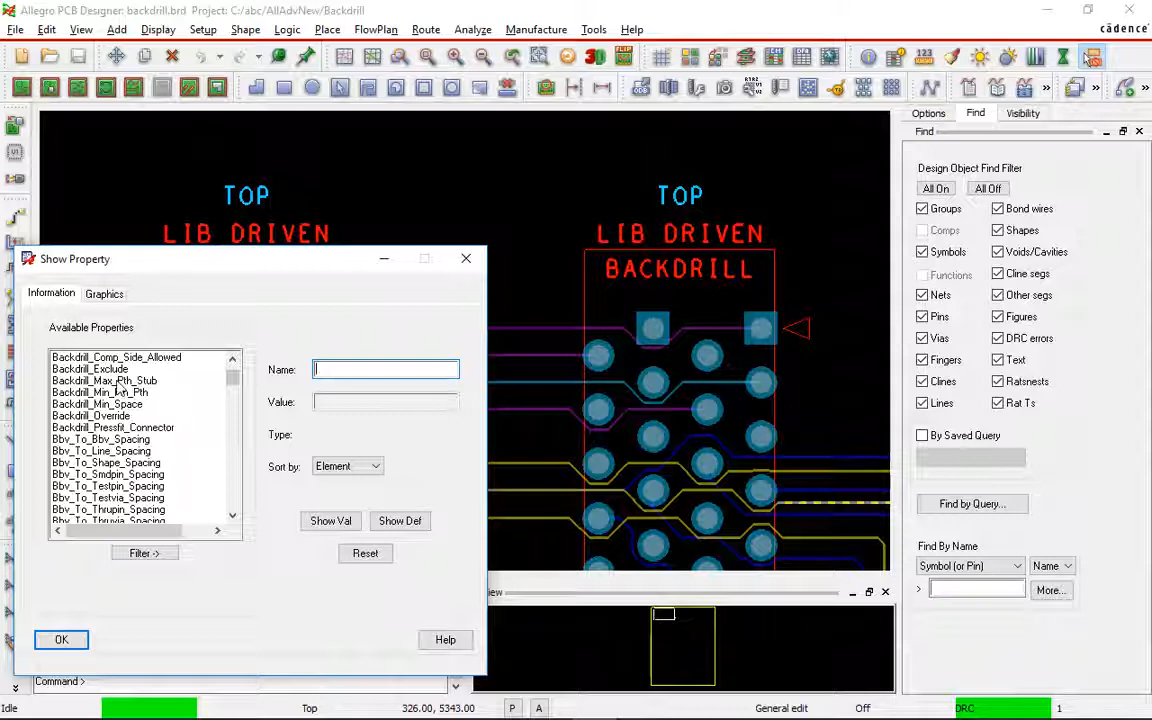 Allegro PCB Designer: backdrill.brd Project: C:/abc/AllAdvNew/Backdrill
File Edit View Add Display Setup Shape Logic Place FlowPlan Route Analyze Manufacture Tools Help
cādence
Options Find Visibility
Find
TOP
LIB DRIVEN
TOP
LIB DRIVEN
BACKDRILL
Show Property
Information Graphics
Available Properties
Backdrill_Comp_Side_Allowed
Backdrill_Exclude
Backdrill_Max_Pth_Stub
Backdrill_Min_Pin_Pth
Backdrill_Min_Space
Backdrill_Override
Backdrill_Pressfit_Connector
Bbv_To_Bbv_Spacing
Bbv_To_Line_Spacing
Bbv_To_Shape_Spacing
Bbv_To_Smdpin_Spacing
Bbv_To_Testpin_Spacing
Bbv_To_Testvia_Spacing
Bbv_To_Thrupin_Spacing
Bbv_To_Thruvia_Spacing
Filter ->
Name:
Value:
Type:
Sort by: Element
Show Val Show Def
Reset
OK Help
Design Object Find Filter
All On All Off
Groups Bond wires
Comps Shapes
Symbols Voids/Cavities
Functions Cline segs
Nets Other segs
Pins Figures
Vias DRC errors
Fingers Text
Clines Ratsnests
Lines Rat Ts
By Saved Query
Find by Query...
Find By Name
Symbol (or Pin) Name
> More...
ew
Command >
Idle Top 326.00, 5343.00 P A General edit Off DRC 1